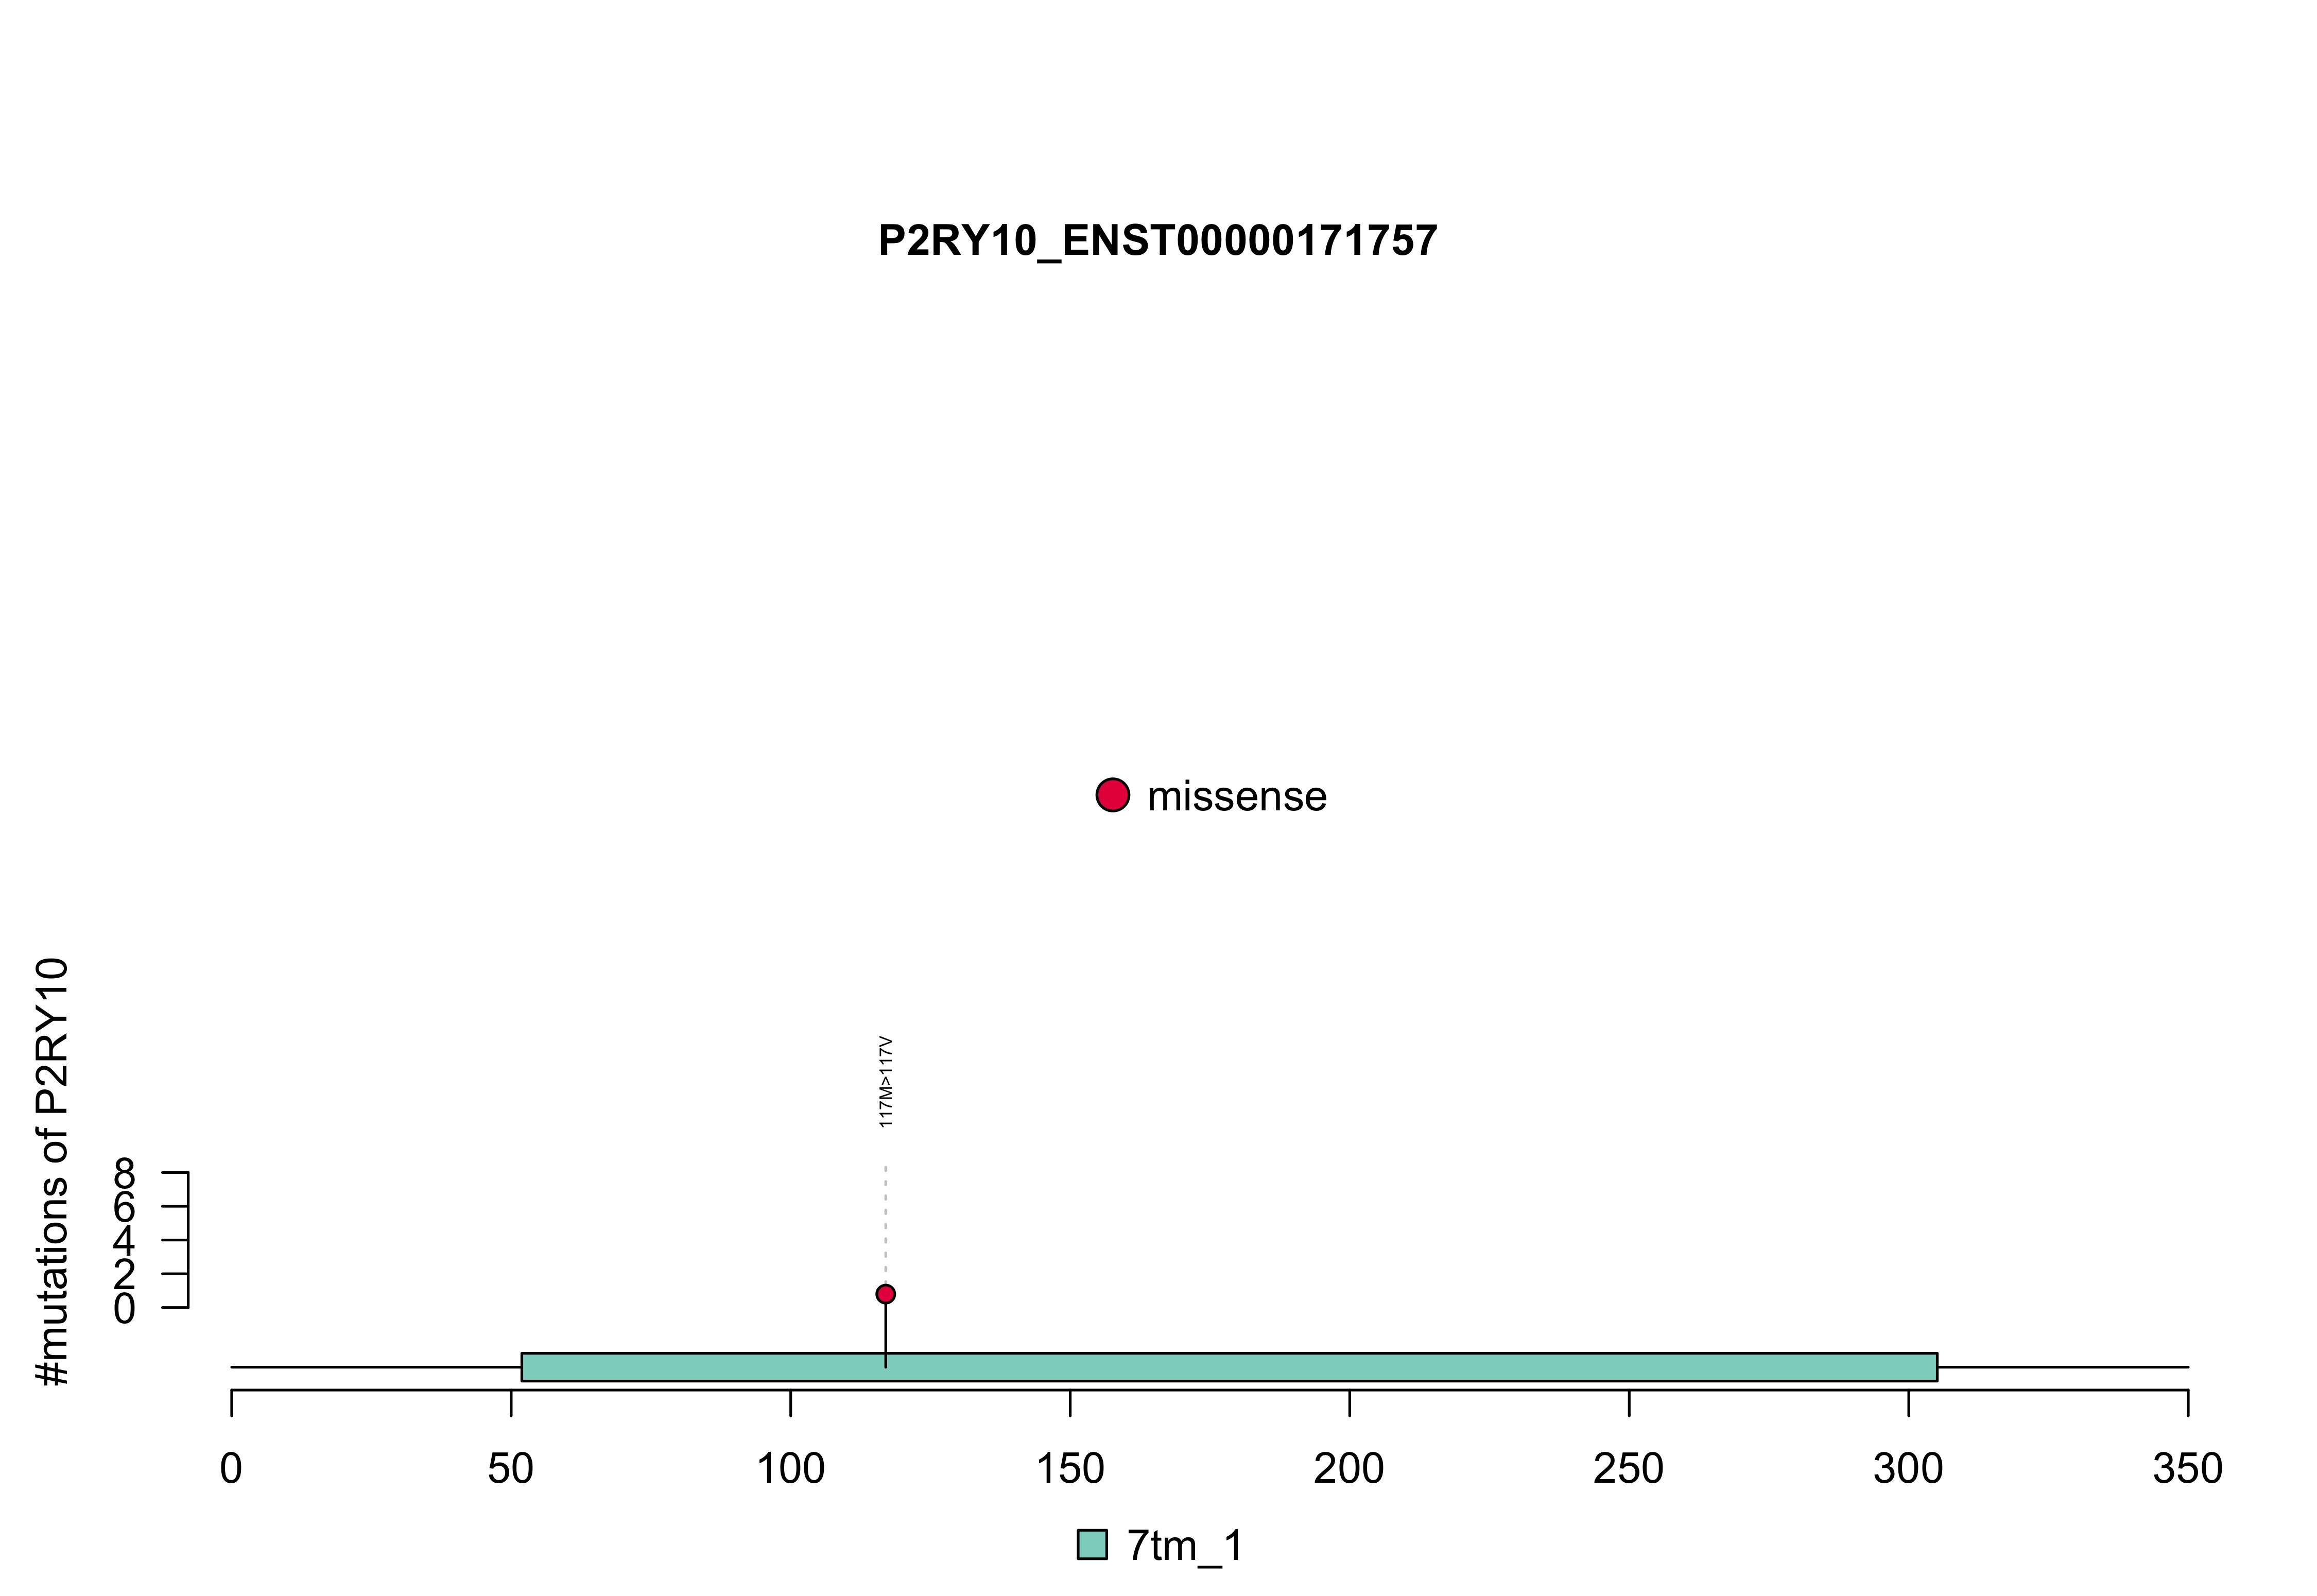 P2RY10_ENST00000171757
missense
#mutations of P2RY10
117M>117V
8
6
4
2
0
0 50 100 150 200 250 300 350
7tm_1